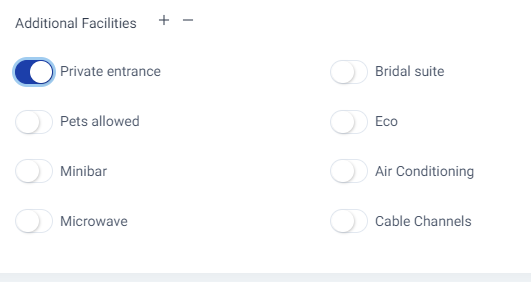 Additional Facilities + −
Private entrance
Bridal suite
Pets allowed
Eco
Minibar
Air Conditioning
Microwave
Cable Channels